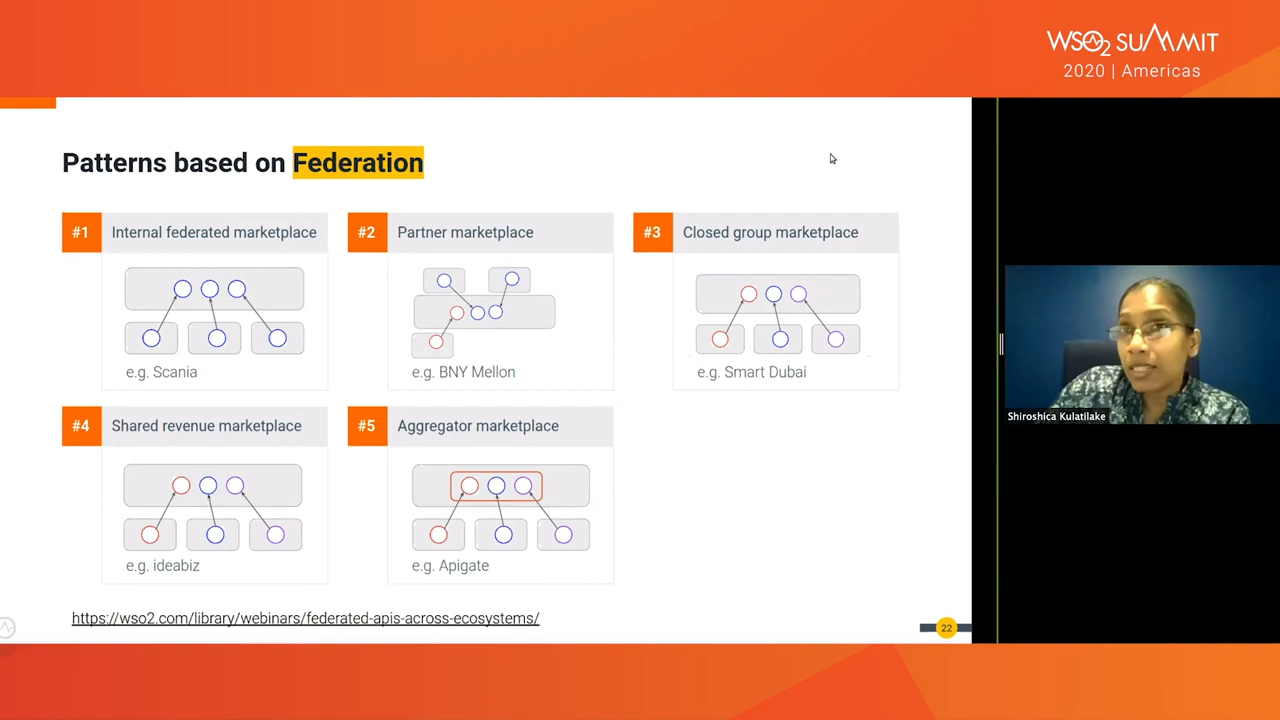 WSO2 SUMMIT
2020 | Americas
Patterns based on Federation
#1 Internal federated marketplace
e.g. Scania
#2 Partner marketplace
e.g. BNY Mellon
#3 Closed group marketplace
e.g. Smart Dubai
#4 Shared revenue marketplace
e.g. ideabiz
#5 Aggregator marketplace
e.g. Apigate
https://wso2.com/library/webinars/federated-apis-across-ecosystems/
22
Shiroshica Kulatilake